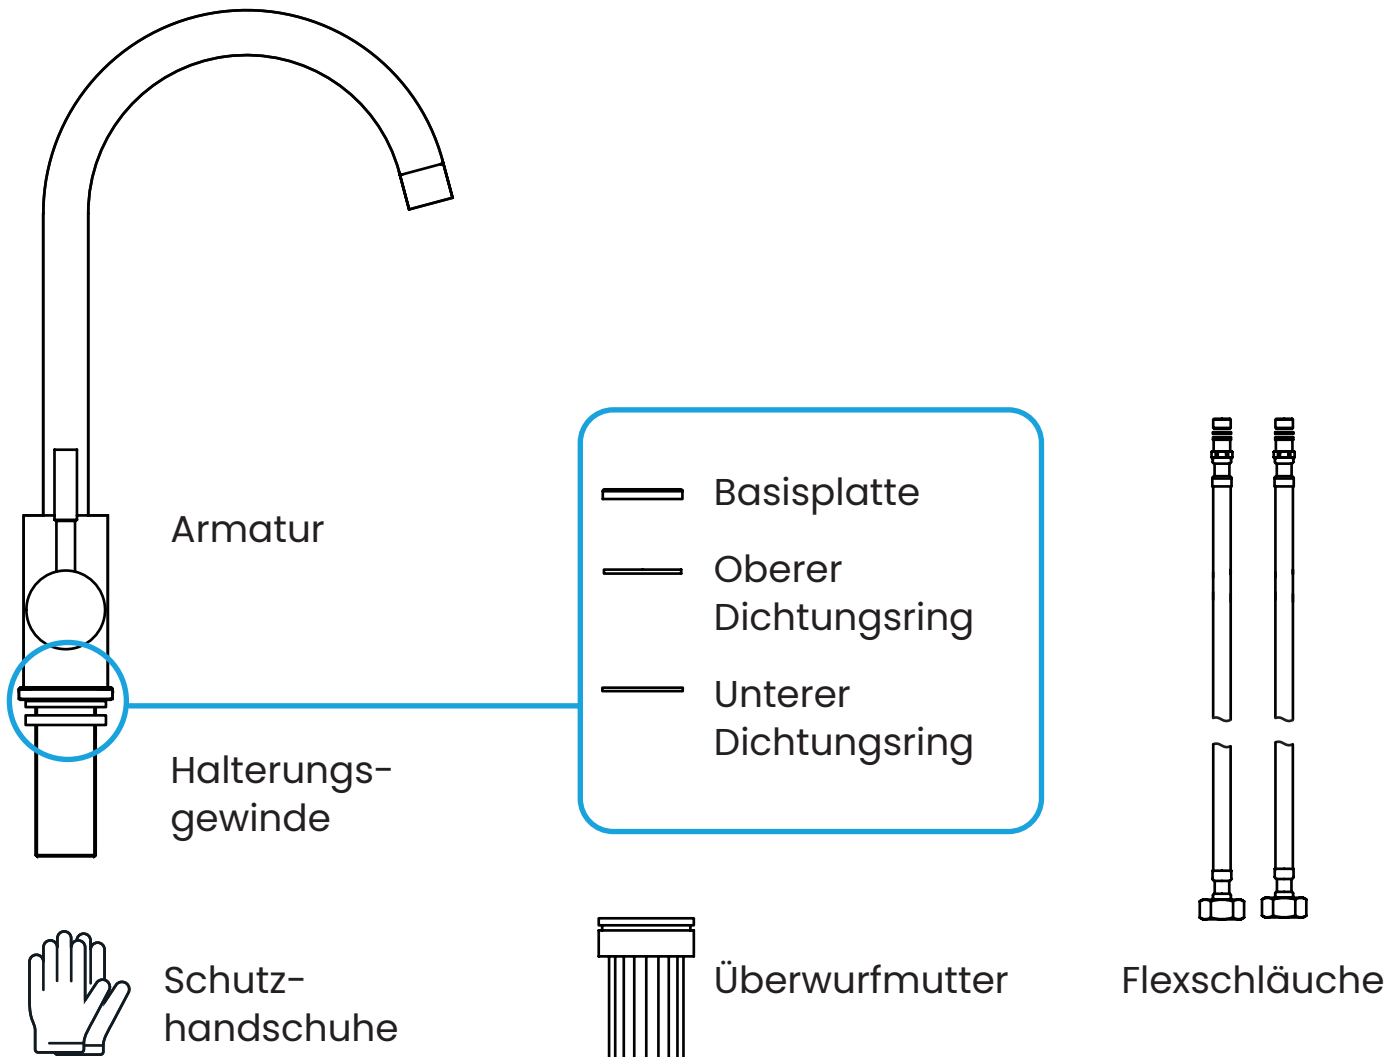 Armatur
Halterungs-
gewinde
Basisplatte
Oberer
Dichtungsring
Unterer
Dichtungsring
Schutz-
handschuhe
Überwurfmutter
Flexschläuche